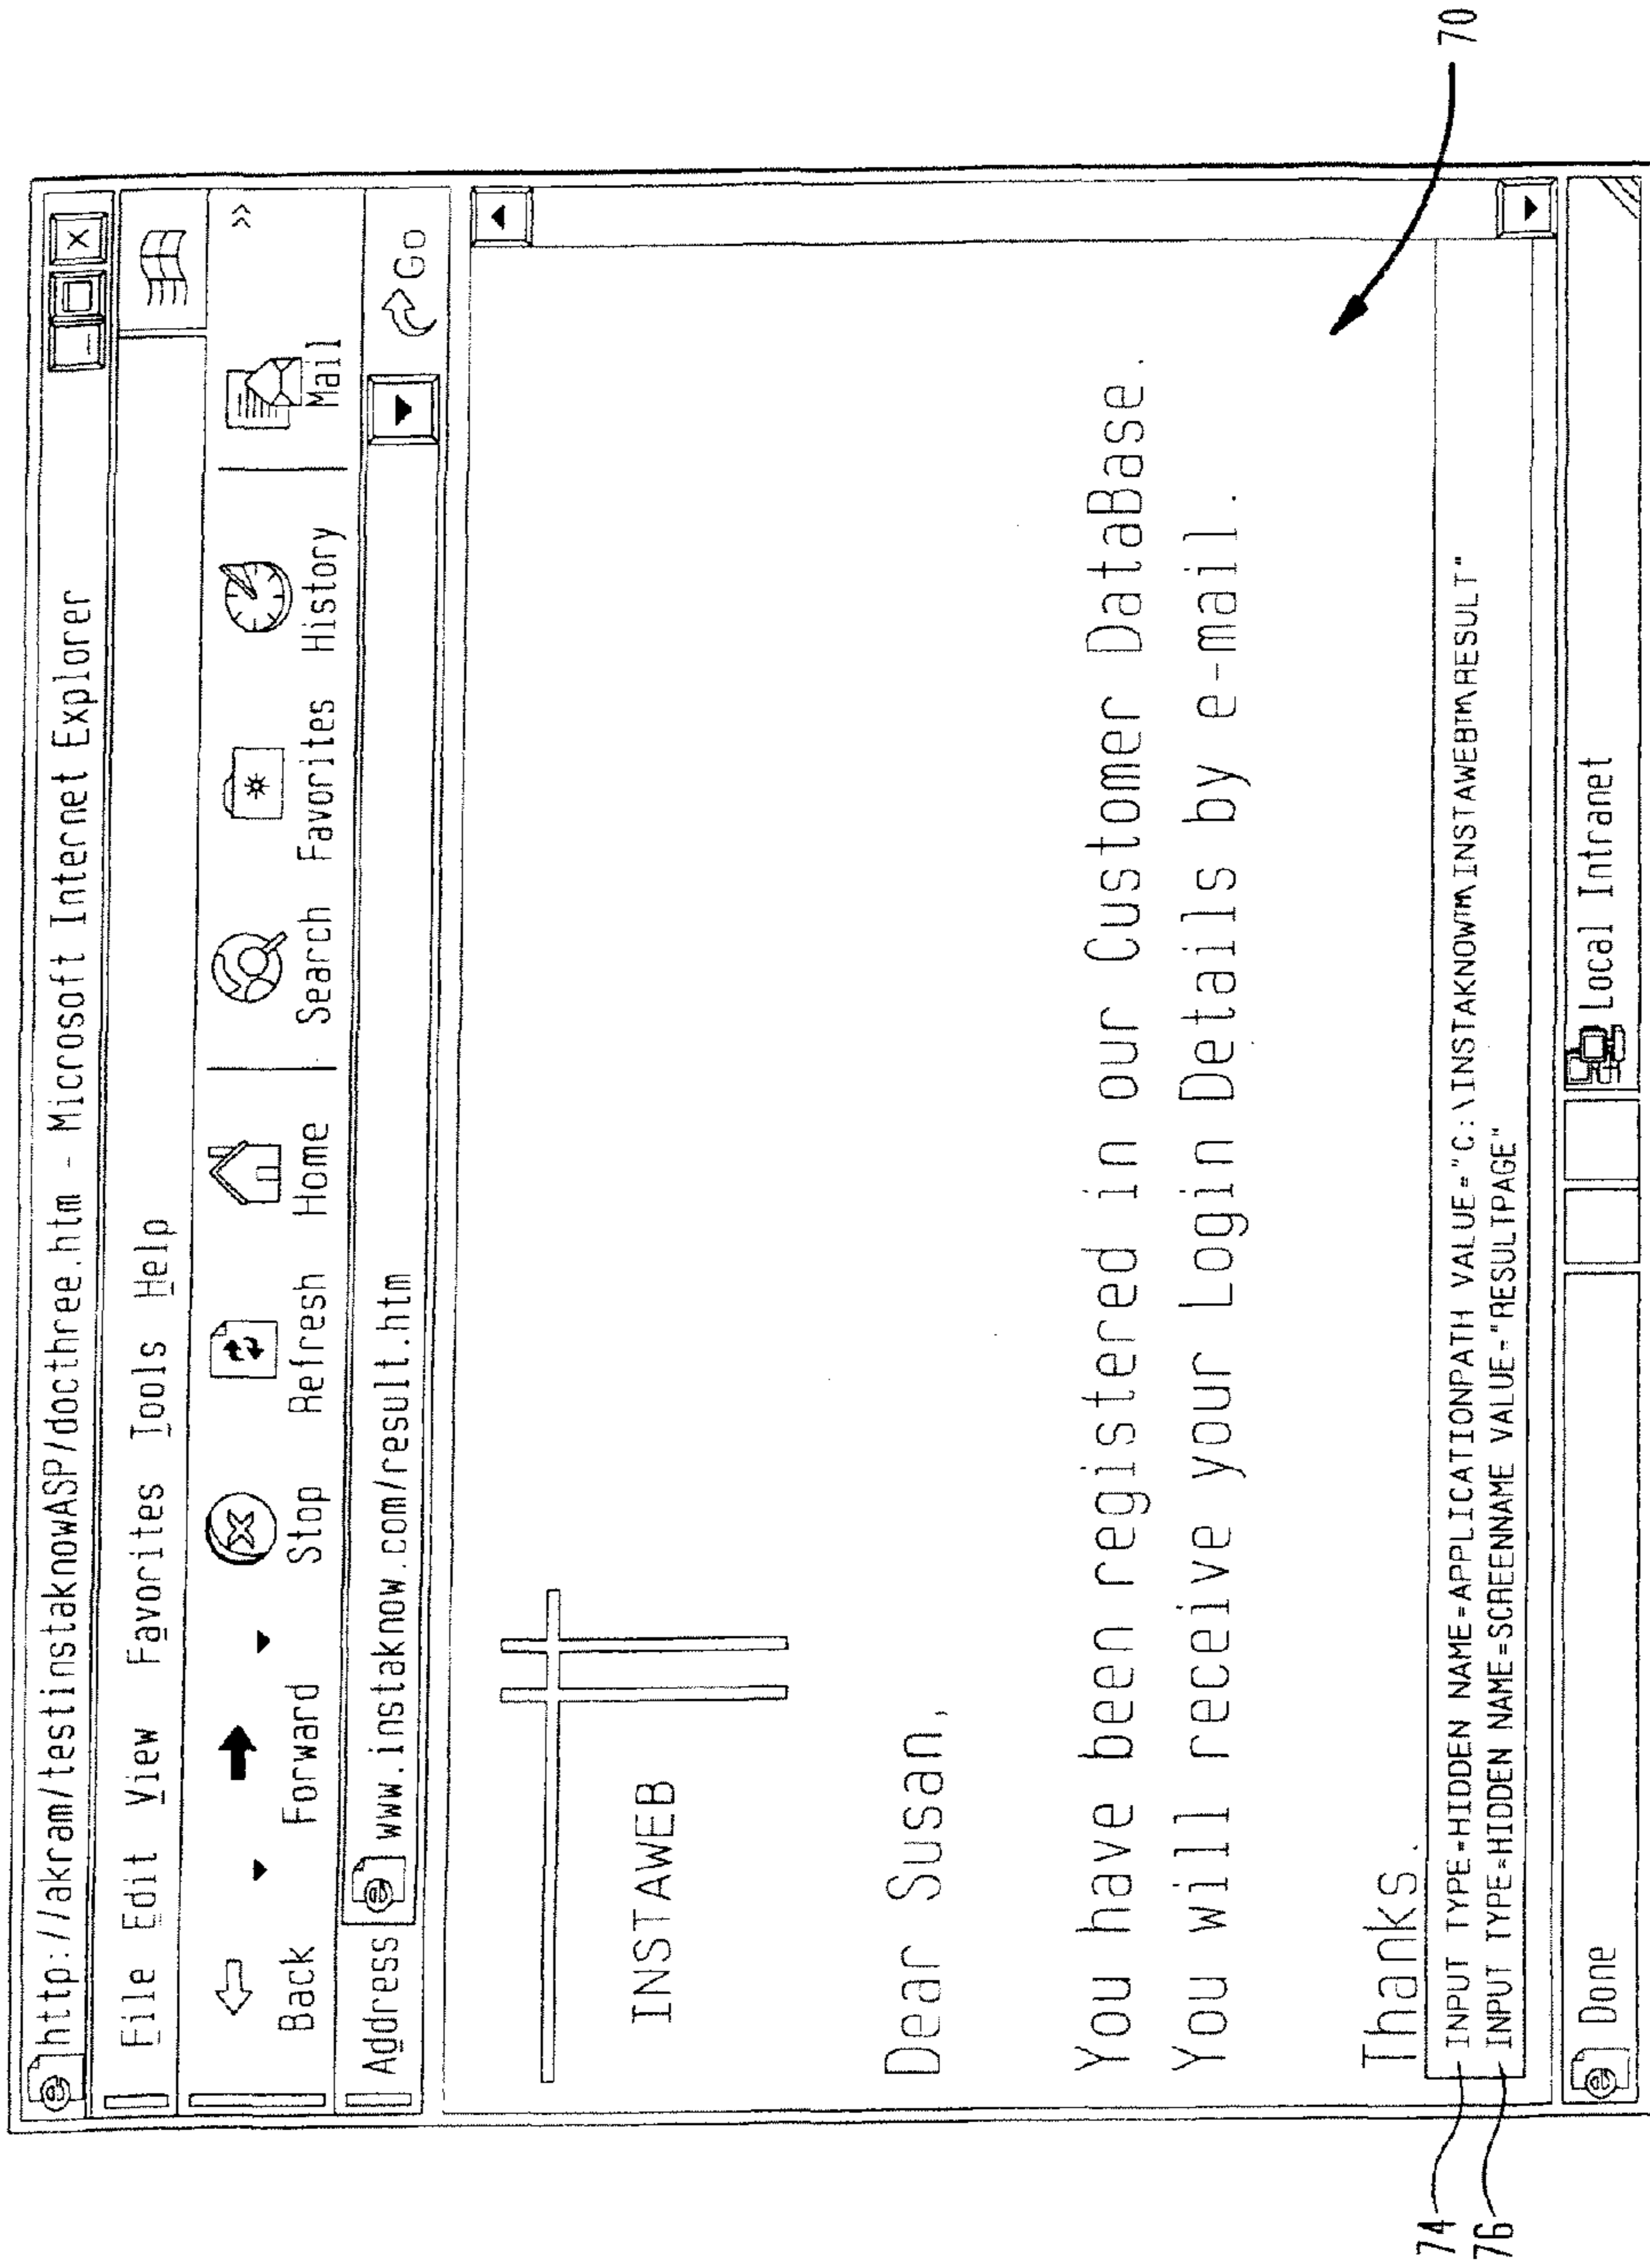 http://akram/testinstaknowASP/docthree.htm - Microsoft Internet Explorer
File Edit View Favorites Tools Help
Back Forward Stop Refresh Home Search Favorites History Mail »
Address www.instaknow.com/result.htm Go
INSTAWEB
Dear Susan,
You have been registered in our Customer DataBase.
You will receive your Login Details by e-mail.
Thanks.
70
74 INPUT TYPE=HIDDEN NAME=APPLICATIONPATH VALUE="C:\INSTAKNOW™\INSTAWEB™\RESULT"
76 INPUT TYPE=HIDDEN NAME=SCREENNAME VALUE="RESULTPAGE"
Done Local Intranet